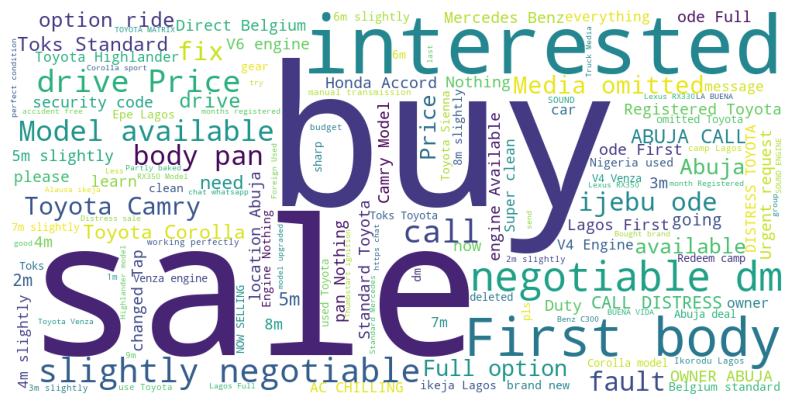 option ride
TOYOTA MATRIX
Toks Standard
Corolla sport
Toyota Highlander
perfect condition
drive Price
security code
accident free
Model available
Epe Lagos
5m slightly
body pan
please
RX350 Model
Less
Partly baked
learn
Alausa ikeja
clean
need
Toyota Camry
Distress sale
7m slightly
Toyota Corolla
good
4m
working perfectly
Toks
2m
Highlander model
changed Tap
1m
Venza engine
4m slightly
Toyota Venza
NOW SELLING
9m
3m slightly
use Toyota
slightly negotiable
Direct Belgium
V6 engine
fix
gear
try
drive
months registered
Foreign Used
chat whatsapp
location Abuja
Engine Nothing
model upgraded
5m
8m
used Toyota
Lagos Full
AC CHILLING
6m slightly
6m
last
interested
buy
sale
Honda Accord
manual transmission
budget
sharp
Camry Model
Price
Toyota Sienna
Nothing
8m slightly
Toks Toyota
call
now
pan Nothing
Standard Toyota
Standard Mercedes
https chat
dm
7m
Full option
ikeja Lagos
brand new
Mercedes Benz
everything
ode Full
Truck Media
Media omitted
message
Lexus RX330
LA BUENA
SOUND
car
Registered Toyota
omitted Toyota
ode First
ABUJA CALL
Nigeria used
camp Lagos
engine Available
Super clean
V4 Venza
Lexus RX350
3m
Abuja
month Registered
DISTRESS TOYOTA
Urgent request
SOUND ENGINE
ijebu ode
Bought brand
Lagos First
going
group
send
V4 Engine
available
2m slightly
Redeem camp
negotiable dm
deleted
Duty
CALL DISTRESS
owner
pls
BUENA VIDA
Abuja deal
First body
Benz C300
Corolla model
Ikorodu Lagos
fault
OWNER ABUJA
Belgium standard